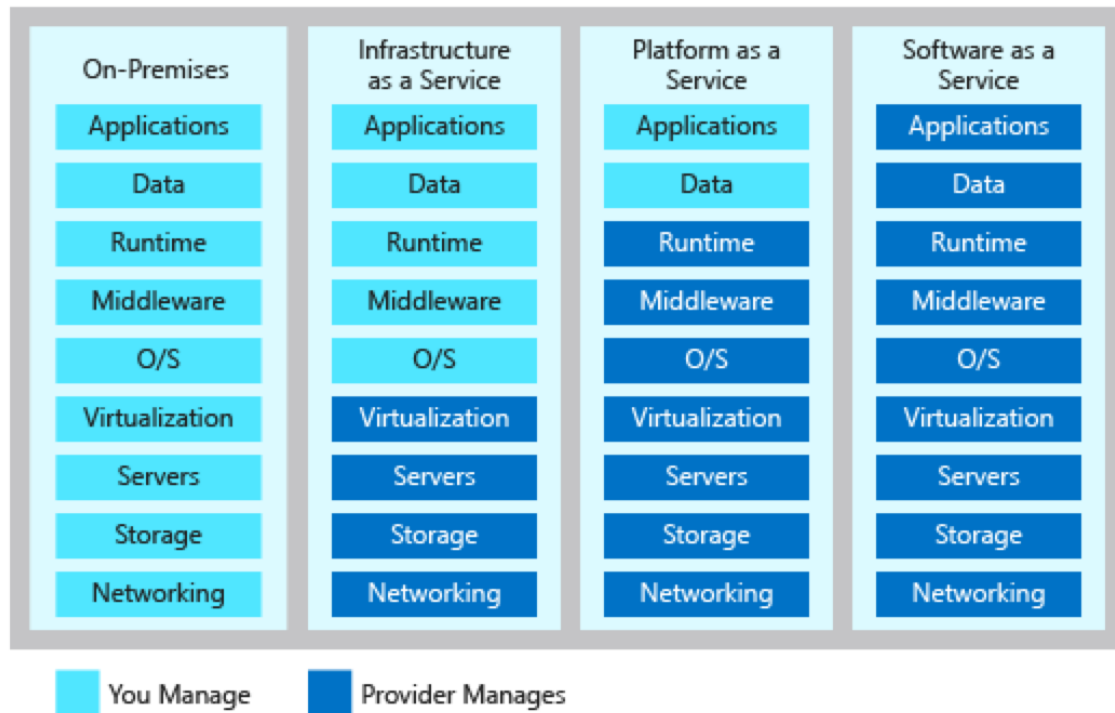 On-Premises
Applications
Data
Runtime
Middleware
O/S
Virtualization
Servers
Storage
Networking
Infrastructure
as a Service
Applications
Data
Runtime
Middleware
O/S
Virtualization
Servers
Storage
Networking
Platform as a
Service
Applications
Data
Runtime
Middleware
O/S
Virtualization
Servers
Storage
Networking
Software as a
Service
Applications
Data
Runtime
Middleware
O/S
Virtualization
Servers
Storage
Networking
You Manage
Provider Manages